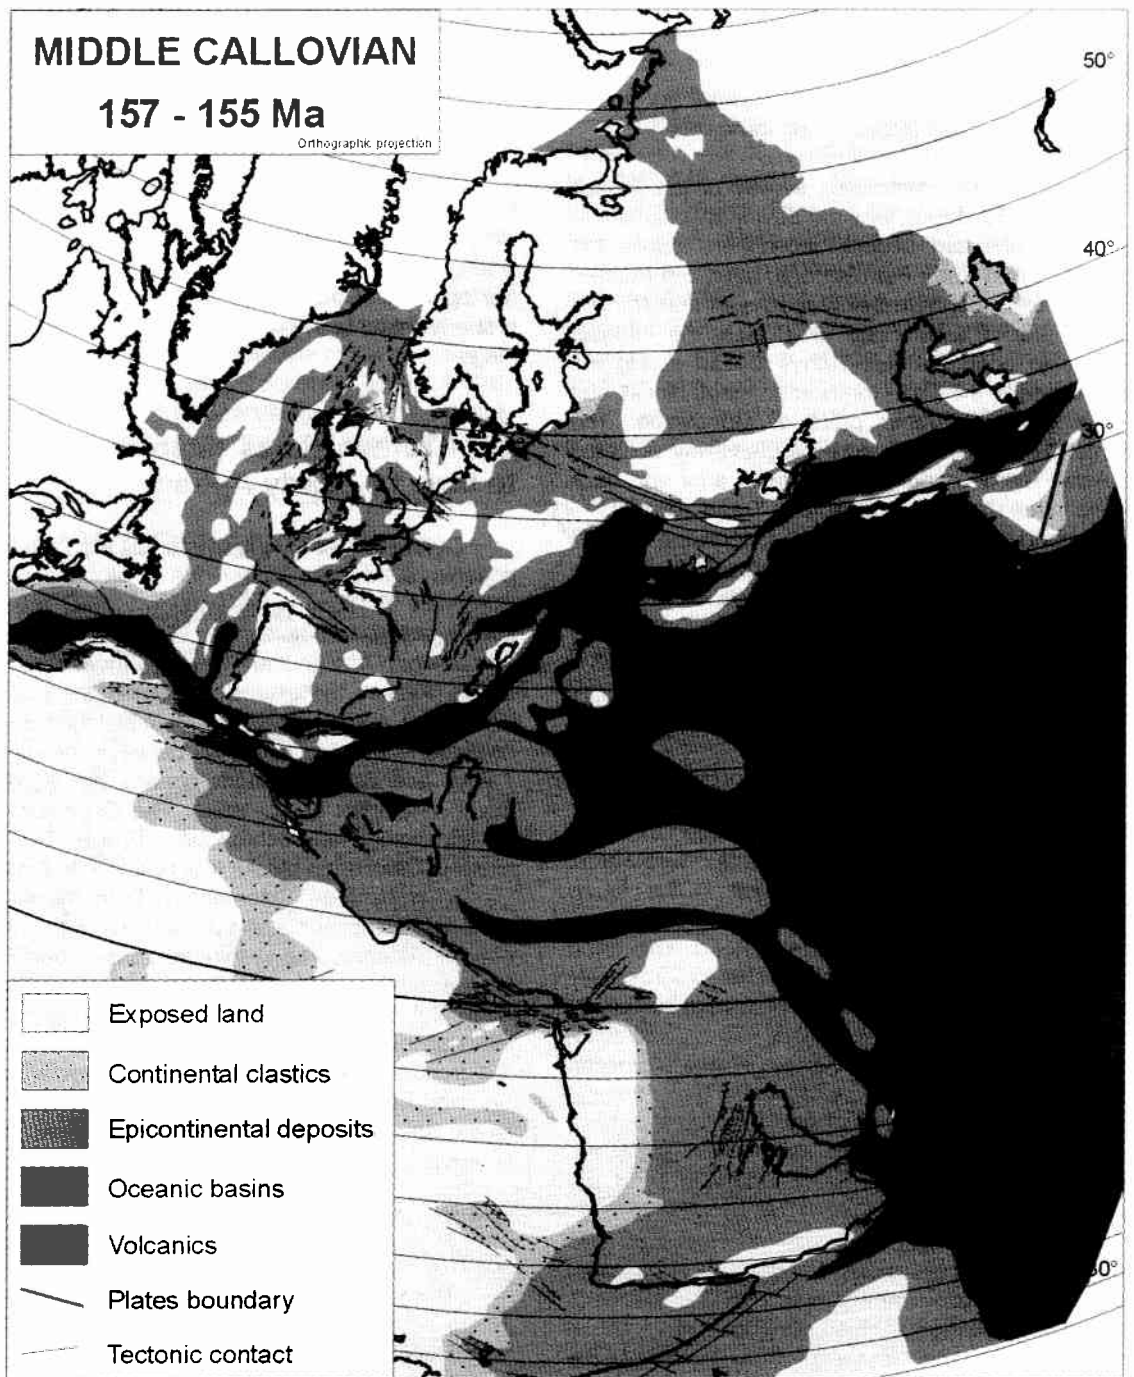 MIDDLE CALLOVIAN
157 - 155 Ma
Orthographic projection
50°
40°
30°
Exposed land
Continental clastics
Epicontinental deposits
Oceanic basins
Volcanics
Plates boundary
Tectonic contact